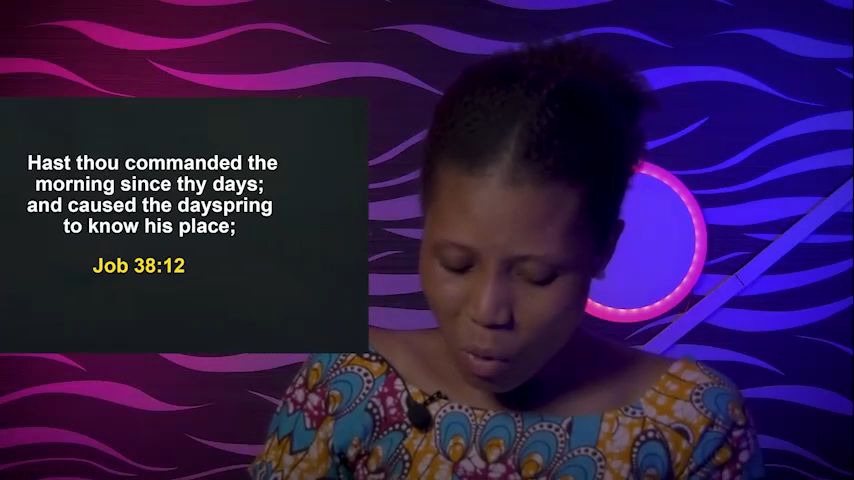 Hast thou commanded the
morning since thy days;
and caused the dayspring
to know his place;
Job 38:12